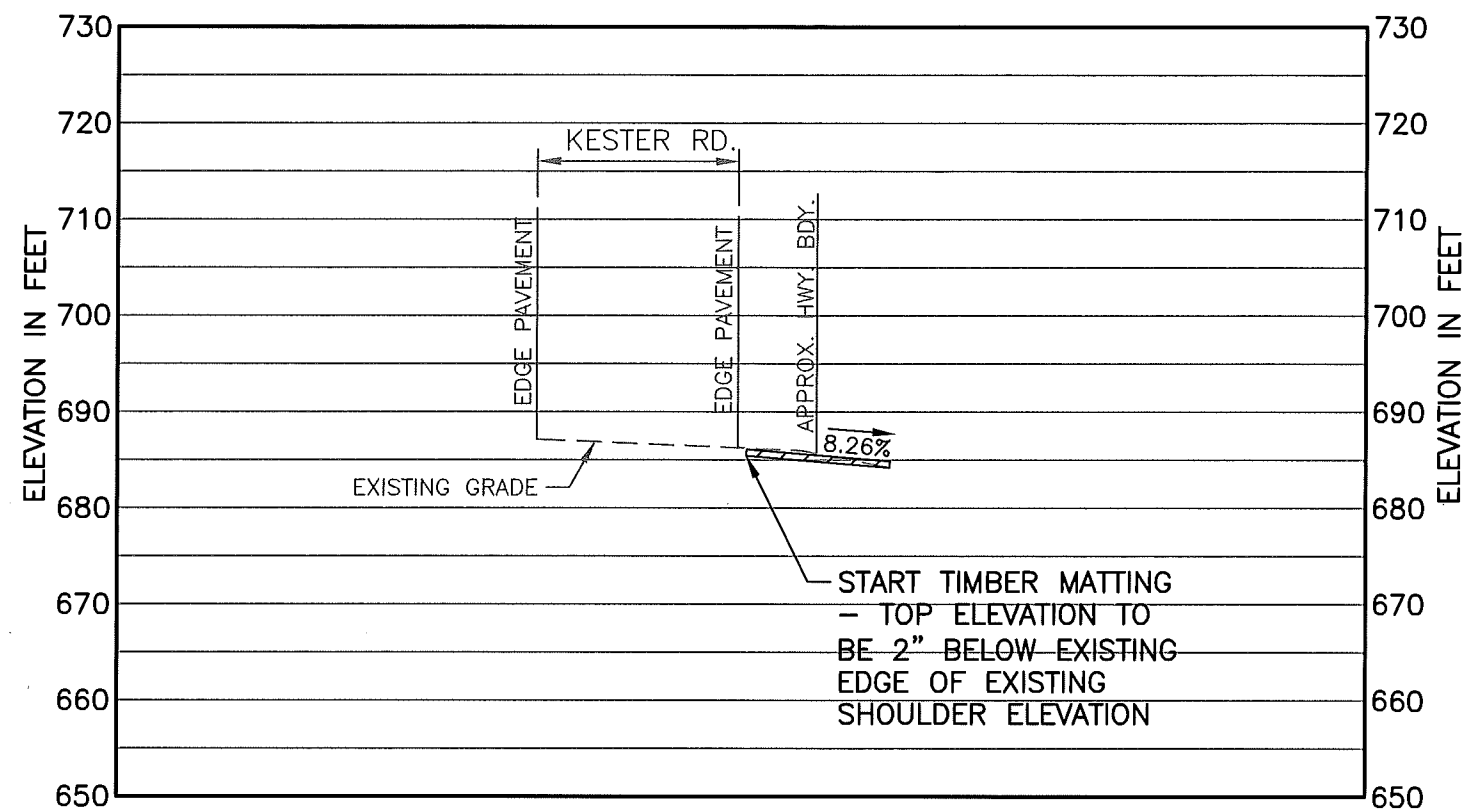 730
720
710
700
690
680
670
660
650
ELEVATION IN FEET
KESTER RD.
EDGE PAVEMENT
EDGE PAVEMENT
APPROX. HWY. BDY.
8.26%
EXISTING GRADE
START TIMBER MATTING
– TOP ELEVATION TO
BE 2" BELOW EXISTING
EDGE OF EXISTING
SHOULDER ELEVATION
730
720
710
700
690
680
670
660
650
ELEVATION IN FEET